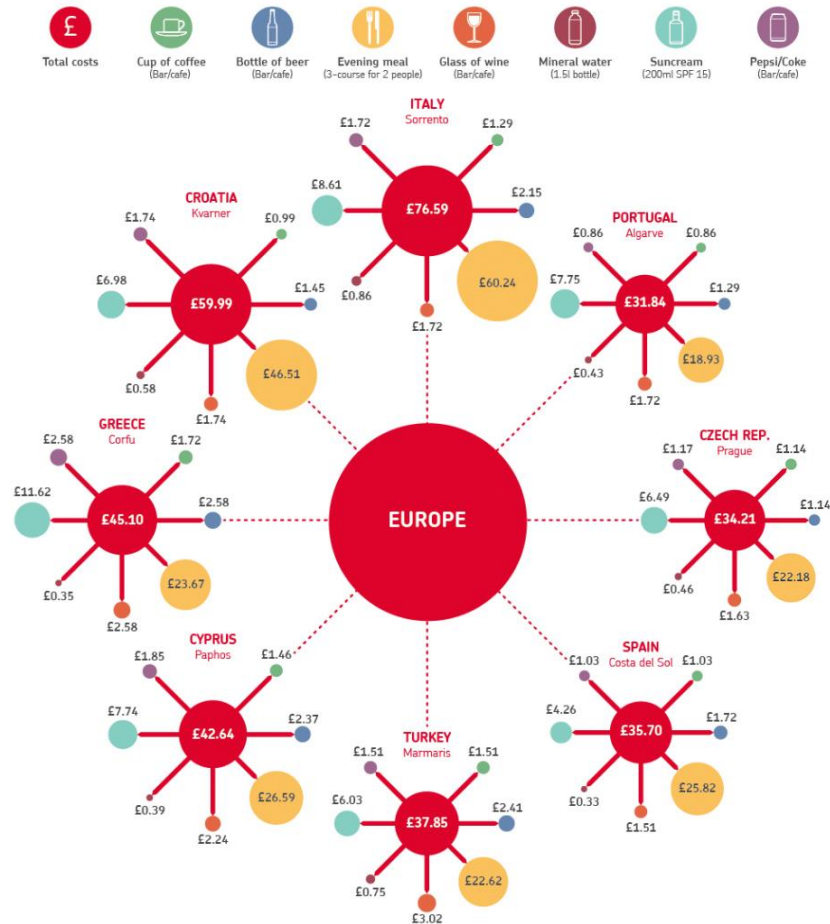 £
Total costs
Cup of coffee
(Bar/cafe)
Bottle of beer
(Bar/cafe)
Evening meal
(3-course for 2 people)
Glass of wine
(Bar/cafe)
Mineral water
(1.5l bottle)
Suncream
(200ml SPF 15)
Pepsi/Coke
(Bar/cafe)
ITALY
Sorrento
£1.72
£1.29
£8.61
£76.59
£2.15
£60.24
£0.86
£1.72
CROATIA
Kvarner
£1.74
£0.99
£6.98
£59.99
£1.45
£46.51
£0.58
£1.74
PORTUGAL
Algarve
£0.86
£0.86
£7.75
£31.84
£1.29
£18.93
£0.43
£1.72
GREECE
Corfu
£2.58
£1.72
£11.62
£45.10
£2.58
£23.67
£0.35
£2.58
EUROPE
CZECH REP.
Prague
£1.17
£1.14
£6.49
£34.21
£1.14
£22.18
£0.46
£1.63
CYPRUS
Paphos
£1.85
£1.46
£7.74
£42.64
£2.37
£26.59
£0.39
£2.24
TURKEY
Marmaris
£1.51
£1.51
£6.03
£37.85
£2.41
£22.62
£0.75
£3.02
SPAIN
Costa del Sol
£1.03
£1.03
£4.26
£35.70
£1.72
£25.82
£0.33
£1.51